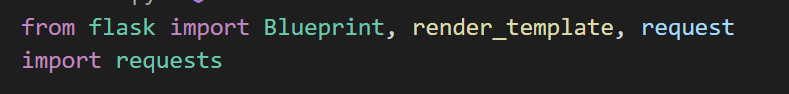 from flask import Blueprint, render_template, request
import requests